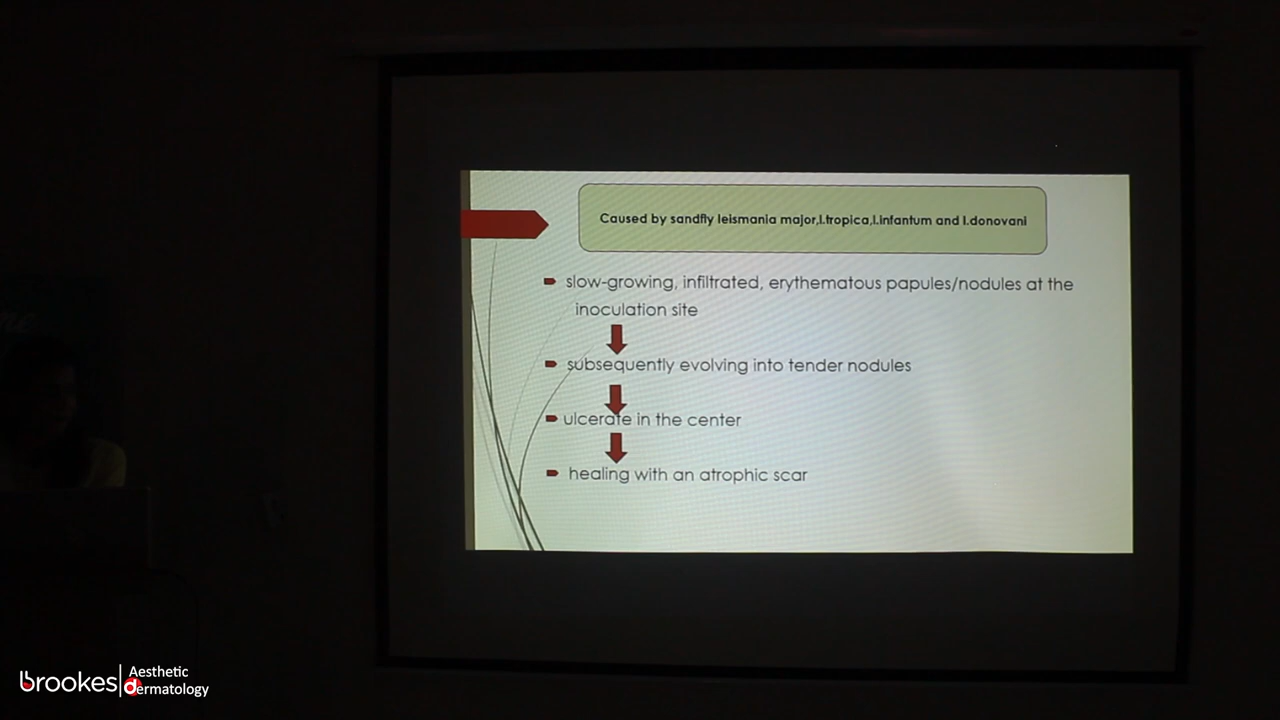 Caused by sandfly leismania major,l.tropica,l.infantum and l.donovani
slow-growing, infiltrated, erythematous papules/nodules at the
inoculation site
subsequently evolving into tender nodules
ulcerate in the center
healing with an atrophic scar
brookes
Aesthetic
dermatology